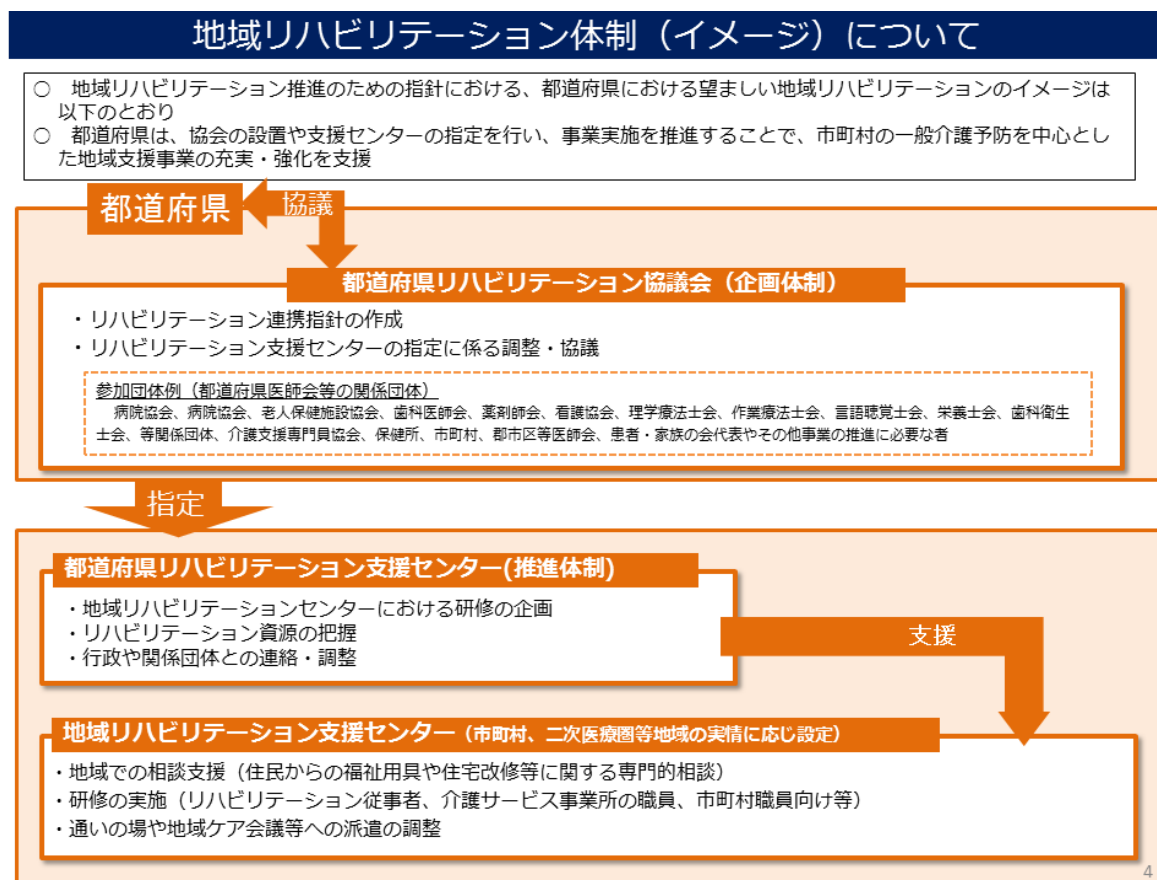 地域リハビリテーション体制（イメージ）について
○　地域リハビリテーション推進のための指針における、都道府県における望ましい地域リハビリテーションのイメージは
以下のとおり
○　都道府県は、協会の設置や支援センターの指定を行い、事業実施を推進することで、市町村の一般介護予防を中心とし
た地域支援事業の充実・強化を支援
都道府県
協議
都道府県リハビリテーション協議会（企画体制）
・リハビリテーション連携指針の作成
・リハビリテーション支援センターの指定に係る調整・協議
参加団体例（都道府県医師会等の関係団体）
病院協会、病院協会、老人保健施設協会、歯科医師会、薬剤師会、看護協会、理学療法士会、作業療法士会、言語聴覚士会、栄養士会、歯科衛生
士会、等関係団体、介護支援専門員協会、保健所、市町村、郡市区等医師会、患者・家族の会代表やその他事業の推進に必要な者
指定
都道府県リハビリテーション支援センター(推進体制)
・地域リハビリテーションセンターにおける研修の企画
・リハビリテーション資源の把握
・行政や関係団体との連絡・調整
支援
地域リハビリテーション支援センター（市町村、二次医療圏等地域の実情に応じ設定）
・地域での相談支援（住民からの福祉用具や住宅改修等に関する専門的相談）
・研修の実施（リハビリテーション従事者、介護サービス事業所の職員、市町村職員向け等）
・通いの場や地域ケア会議等への派遣の調整
4